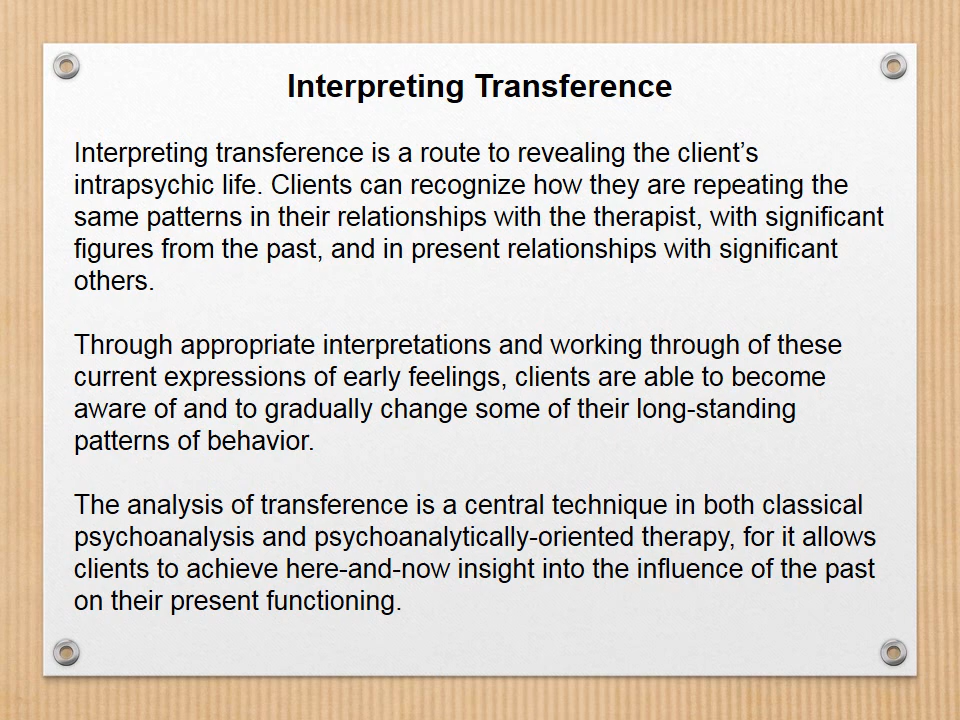 Interpreting Transference
Interpreting transference is a route to revealing the client’s
intrapsychic life. Clients can recognize how they are repeating the
same patterns in their relationships with the therapist, with significant
figures from the past, and in present relationships with significant
others.
Through appropriate interpretations and working through of these
current expressions of early feelings, clients are able to become
aware of and to gradually change some of their long-standing
patterns of behavior.
The analysis of transference is a central technique in both classical
psychoanalysis and psychoanalytically-oriented therapy, for it allows
clients to achieve here-and-now insight into the influence of the past
on their present functioning.